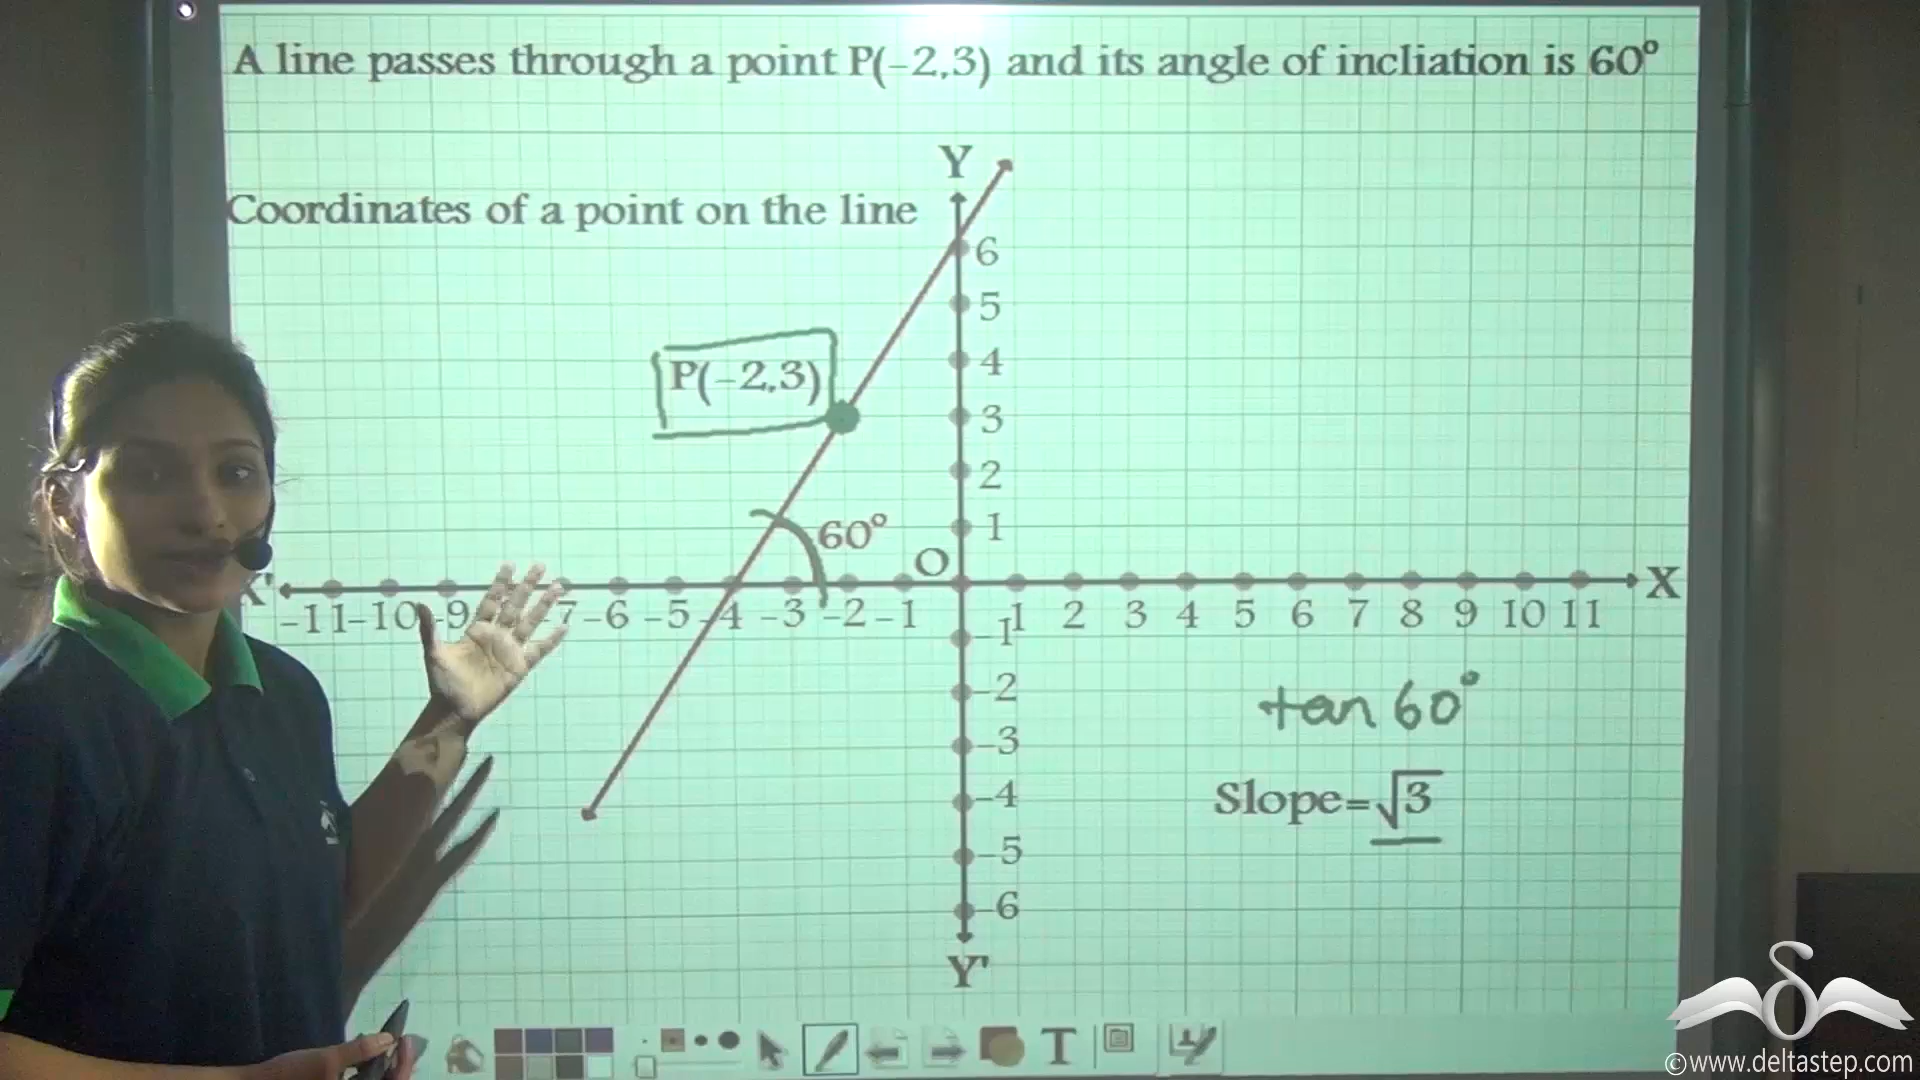 A line passes through a point P(-2,3) and its angle of incliation is 60°
Y
Coordinates of a point on the line
6
5
4
P(-2,3)
3
2
60°
1
O
X' X
-11 -10 -9 -7 -6 -5 -4 -3 -2 -1 1 2 3 4 5 6 7 8 9 10 11
-1
-2
tan 60°
-3
-4
Slope=√3
-5
-6
Y'
T
©www.deltastep.com